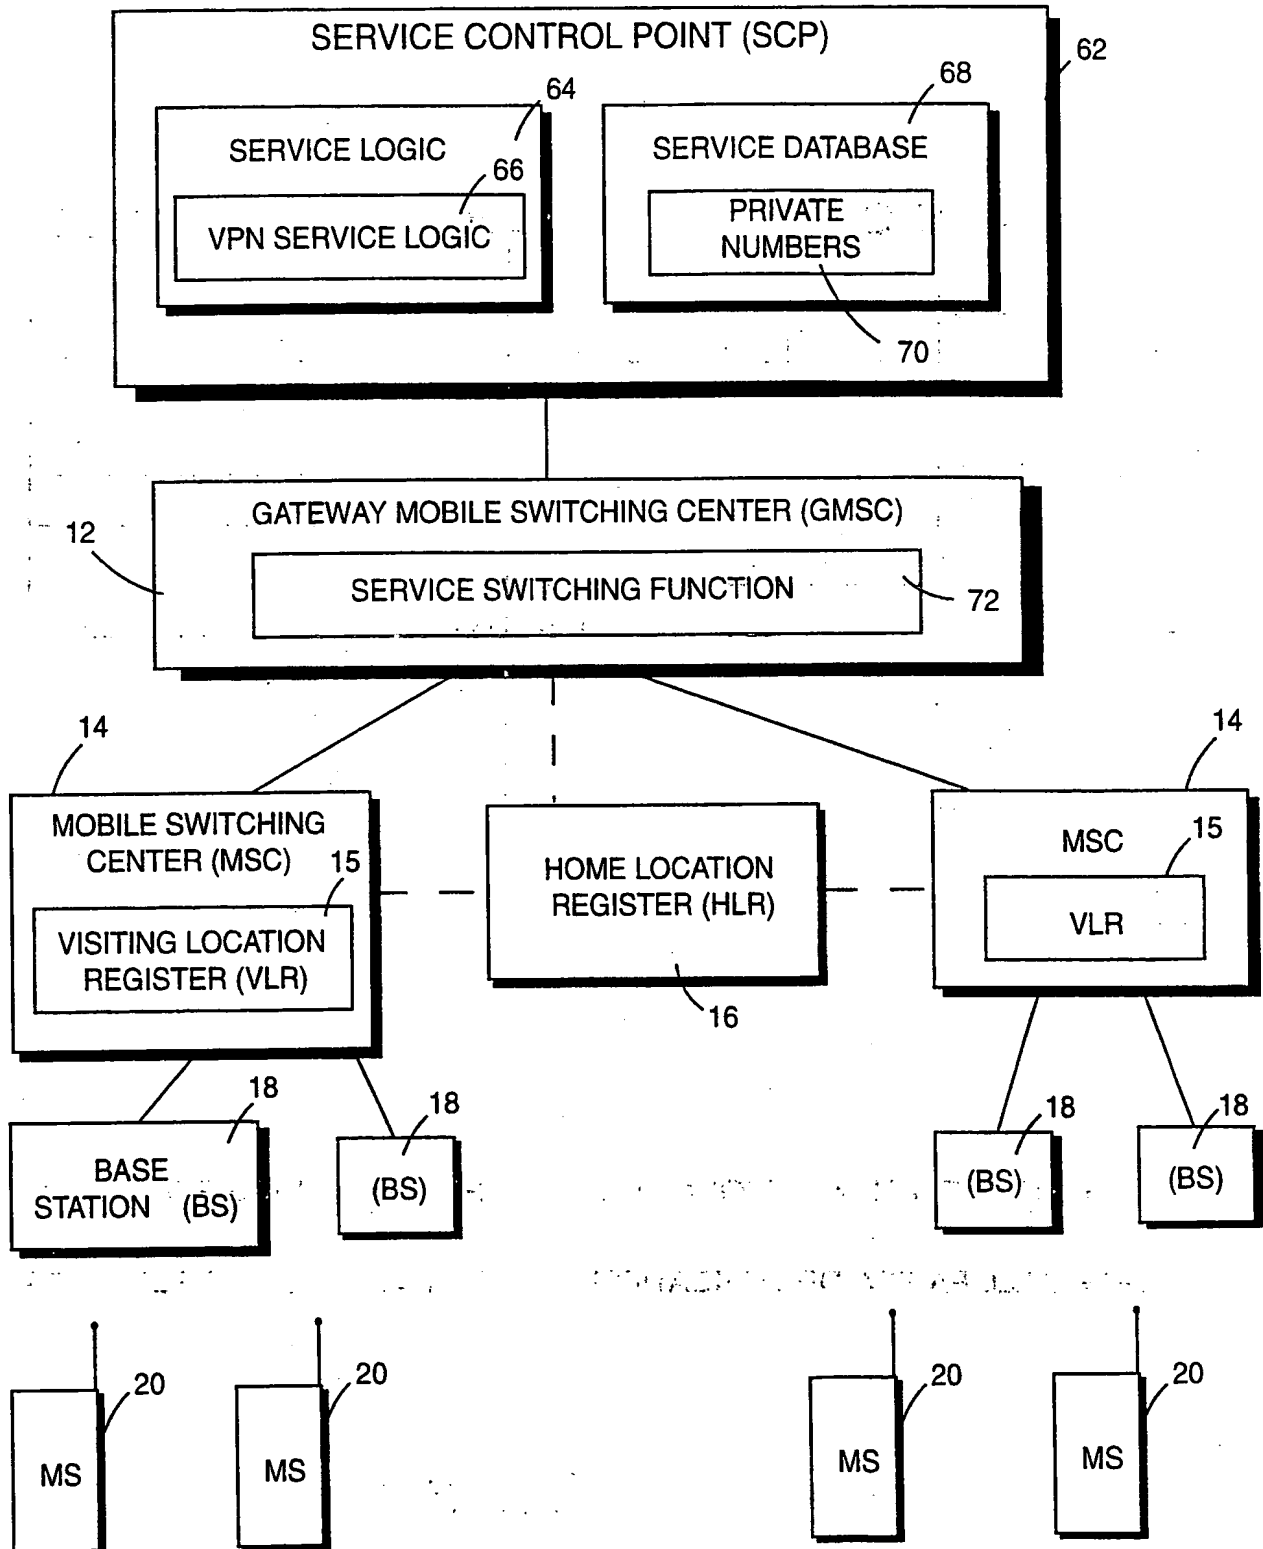 SERVICE CONTROL POINT (SCP)
62
64
68
SERVICE LOGIC
SERVICE DATABASE
66
VPN SERVICE LOGIC
PRIVATE
NUMBERS
70
GATEWAY MOBILE SWITCHING CENTER (GMSC)
12
SERVICE SWITCHING FUNCTION
72
14
14
MOBILE SWITCHING
CENTER (MSC)
15
VISITING LOCATION
REGISTER (VLR)
HOME LOCATION
REGISTER (HLR)
16
MSC
15
VLR
18
18
18
18
BASE
STATION (BS)
(BS)
(BS)
(BS)
20
20
20
20
MS
MS
MS
MS